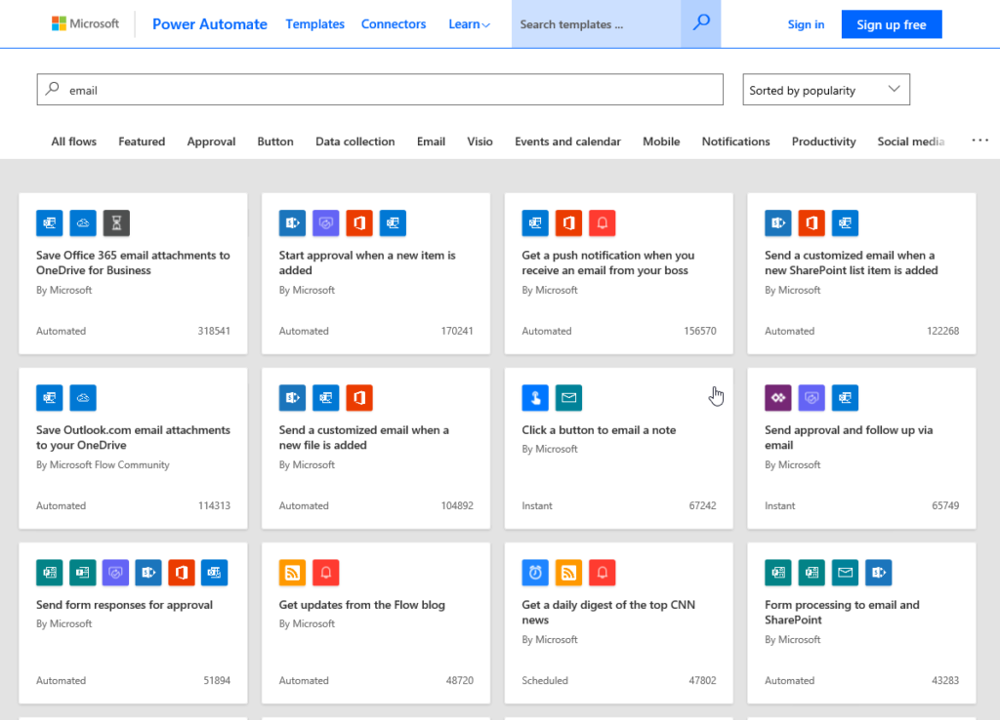 Microsoft Power Automate Templates Connectors Learn Search templates ... Sign in Sign up free
email Sorted by popularity
All flows Featured Approval Button Data collection Email Visio Events and calendar Mobile Notifications Productivity Social media ...
Save Office 365 email attachments to
OneDrive for Business
By Microsoft
Automated 318541
Start approval when a new item is
added
By Microsoft
Automated 170241
Get a push notification when you
receive an email from your boss
By Microsoft
Automated 156570
Send a customized email when a
new SharePoint list item is added
By Microsoft
Automated 122268
Save Outlook.com email attachments
to your OneDrive
By Microsoft Flow Community
Automated 114313
Send a customized email when a
new file is added
By Microsoft
Automated 104892
Click a button to email a note
By Microsoft
Instant 67242
Send approval and follow up via
email
By Microsoft
Instant 65749
Send form responses for approval
By Microsoft
Automated 51894
Get updates from the Flow blog
By Microsoft
Automated 48720
Get a daily digest of the top CNN
news
By Microsoft
Scheduled 47802
Form processing to email and
SharePoint
By Microsoft
Automated 43283